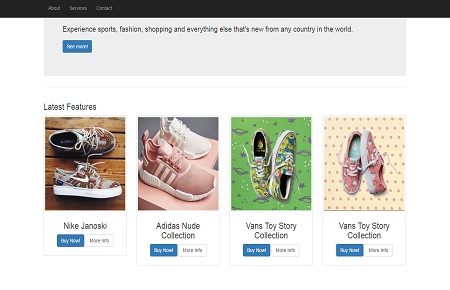 About Services Contact
Experience sports, fashion, shopping and everything else that's new from any country in the world.
See more!
Latest Features
Nike Janoski
Buy Now! More Info
Adidas Nude
Collection
Buy Now! More Info
Vans Toy Story
Collection
Buy Now! More Info
Vans Toy Story
Collection
Buy Now! More Info